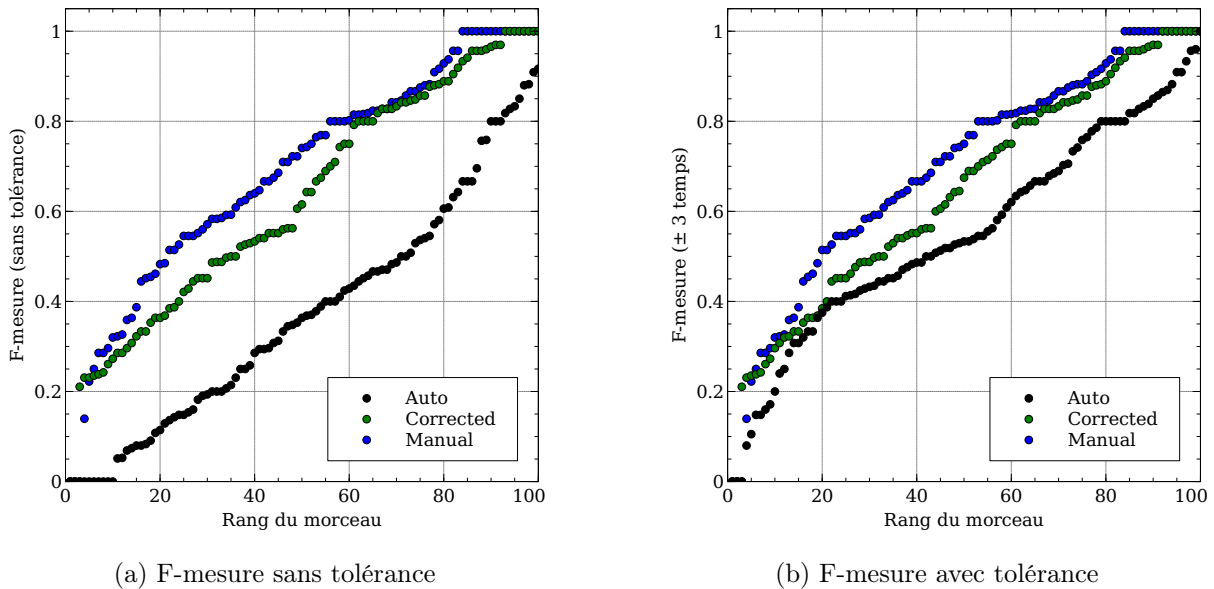 F-mesure (sans tolérance)
1
0.8
0.6
0.4
0.2
0
0 20 40 60 80 100
Rang du morceau
Auto
Corrected
Manual
(a) F-mesure sans tolérance
F-mesure (± 3 temps)
1
0.8
0.6
0.4
0.2
0
0 20 40 60 80 100
Rang du morceau
Auto
Corrected
Manual
(b) F-mesure avec tolérance